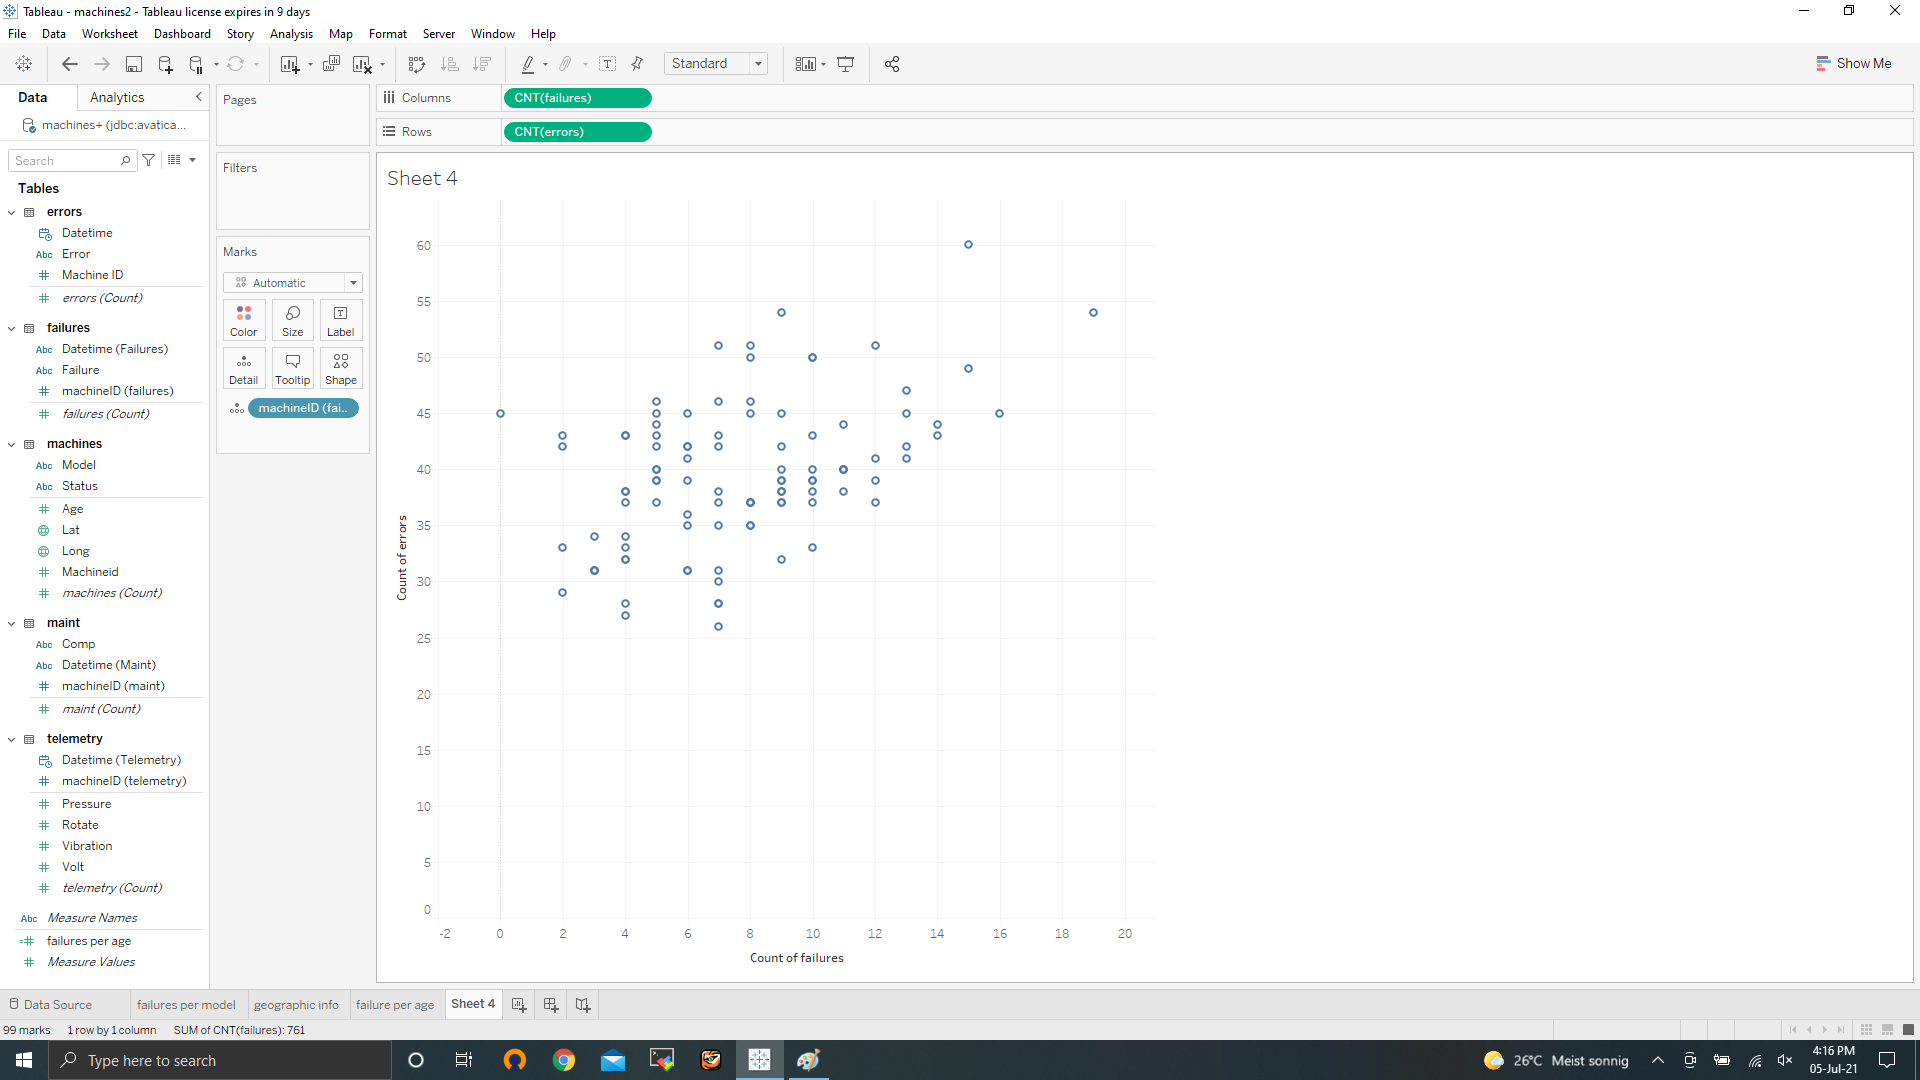 Tableau - machines2 - Tableau license expires in 9 days
File Data Worksheet Dashboard Story Analysis Map Format Server Window Help
Standard
Show Me
Data Analytics
machines+ (jdbc:avatica...
Search
Tables
errors
Datetime
Abc Error
Machine ID
errors (Count)
failures
Abc Datetime (Failures)
Abc Failure
machineID (failures)
failures (Count)
machines
Abc Model
Abc Status
Age
Lat
Long
Machineid
machines (Count)
maint
Abc Comp
Abc Datetime (Maint)
machineID (maint)
maint (Count)
telemetry
Datetime (Telemetry)
machineID (telemetry)
Pressure
Rotate
Vibration
Volt
telemetry (Count)
Abc Measure Names
failures per age
Measure Values
Pages
Filters
Marks
Automatic
Color Size Label
Detail Tooltip Shape
machineID (fai..
Columns CNT(failures)
Rows CNT(errors)
Sheet 4
60
55
50
45
40
35
30
25
20
15
10
5
0
Count of errors
-2 0 2 4 6 8 10 12 14 16 18 20
Count of failures
Data Source failures per model geographic info failure per age Sheet 4
99 marks 1 row by 1 column SUM of CNT(failures): 761
Type here to search
26°C Meist sonnig
4:16 PM
05-Jul-21